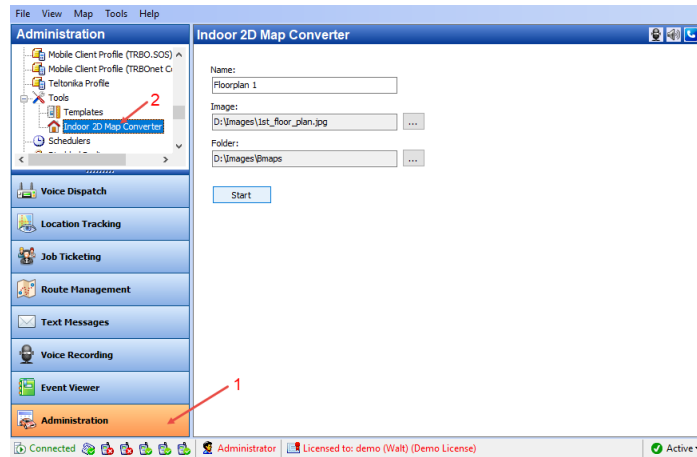 File View Map Tools Help
Administration
Mobile Client Profile (TRBO.SOS)
Mobile Client Profile (TRBOnet C
Teltonika Profile
Tools
Templates
2
Indoor 2D Map Converter
Schedulers
Voice Dispatch
Location Tracking
Job Ticketing
Route Management
Text Messages
Voice Recording
Event Viewer
1
Administration
Indoor 2D Map Converter
Name:
Floorplan 1
Image:
D:\Images\1st_floor_plan.jpg
...
Folder:
D:\Images\Bmaps
...
Start
Connected
Administrator
Licensed to: demo (Walt) (Demo License)
Active